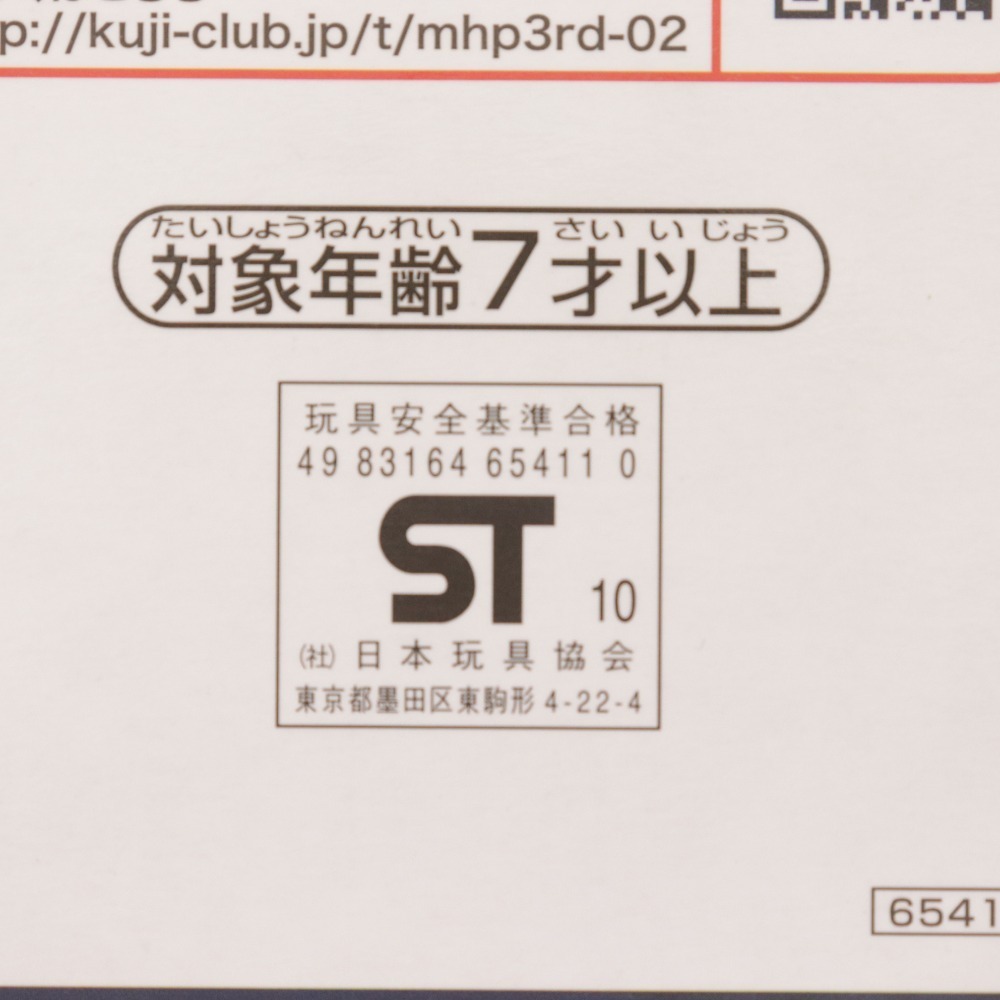 p://kuji-club.jp/t/mhp3rd-02
たいしょうねんれい さい い じょう
対象年齢7才以上
玩具安全基準合格
49 83164 65411 0
ST 10
(社)日本玩具協会
東京都墨田区東駒形 4-22-4
6541